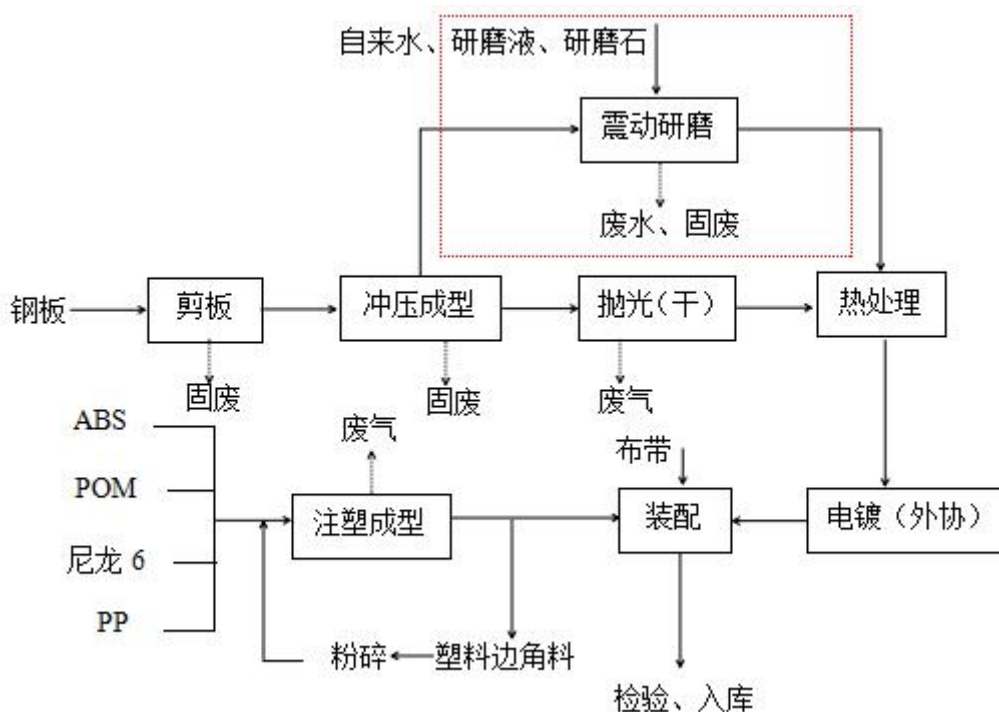 自来水、研磨液、研磨石
震动研磨
废水、固废
钢板
剪板
冲压成型
抛光(干)
热处理
固废
固废
废气
ABS
废气
布带
POM
注塑成型
装配
电镀（外协）
尼龙 6
PP
粉碎
塑料边角料
检验、入库